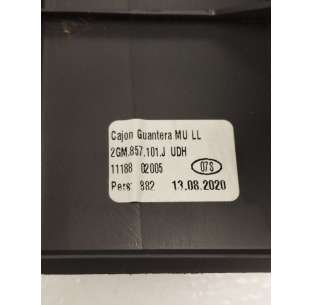 Cajon Guantera MU LL
2GM.857.101.J UDH
11188 02005 07S
Pers: 882 13.08.2020